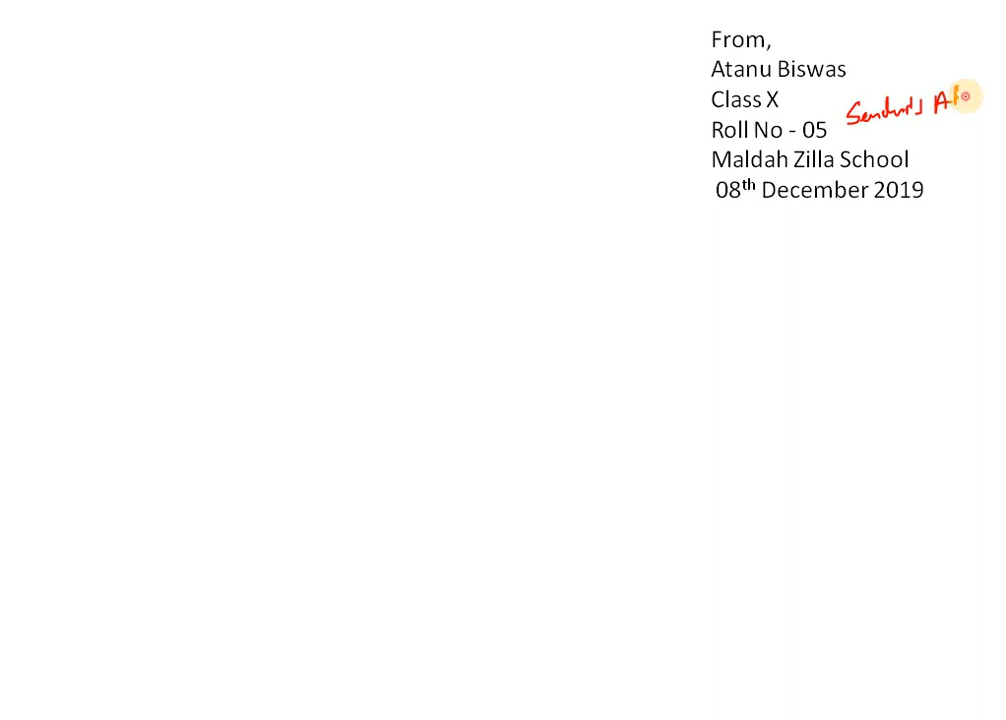 From,
Atanu Biswas
Class X
Roll No - 05
Maldah Zilla School
08th December 2019